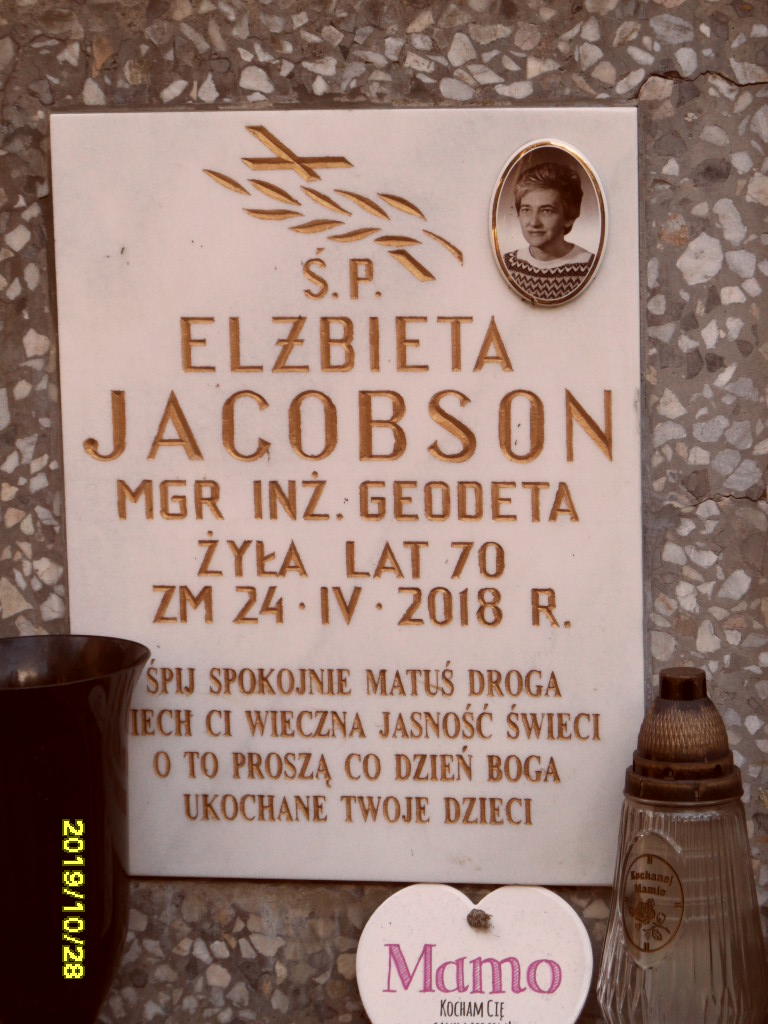 Ś.P.
ELŻBIETA
JACOBSON
MGR INŻ. GEODETA
ŻYŁA LAT 70
ZM 24 · IV · 2018 R.
ŚPIJ SPOKOJNIE MATUŚ DROGA
IECH CI WIECZNA JASNOŚĆ ŚWIECI
O TO PROSZĄ CO DZIEŃ BOGA
UKOCHANE TWOJE DZIECI
Kochanej
Mamie
Mamo
KOCHAM CIĘ
2019/10/28